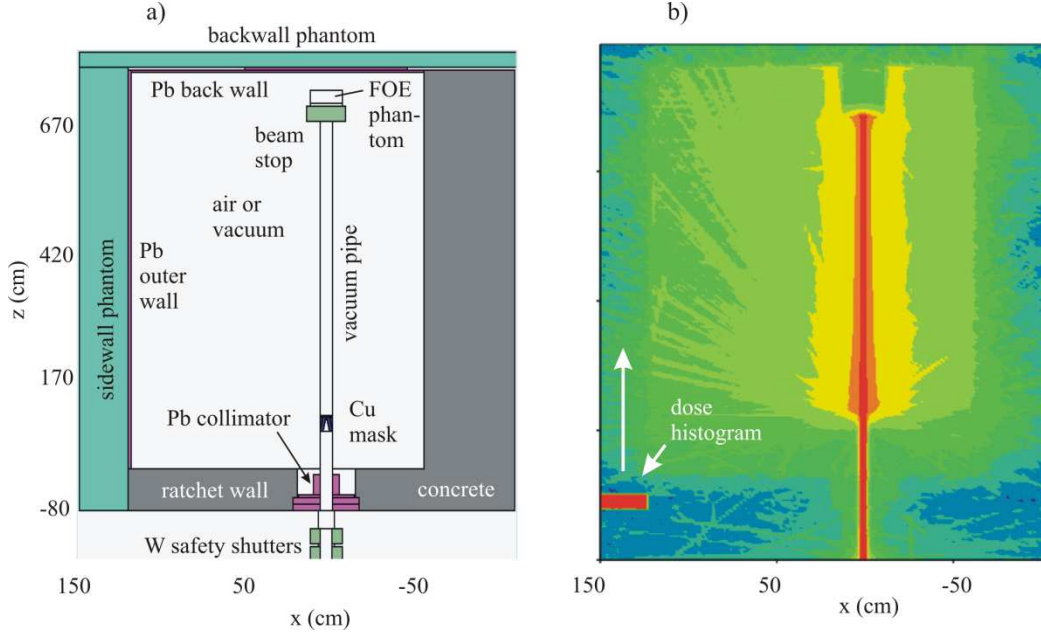 a)
backwall phantom
Pb back wall
FOE
phan-
tom
beam
stop
air or
vacuum
vacuum pipe
Pb
outer
wall
sidewall phantom
Pb collimator
Cu
mask
ratchet wall
concrete
W safety shutters
670
420
170
-80
z (cm)
150
50
-50
x (cm)
b)
dose
histogram
150
50
-50
x (cm)